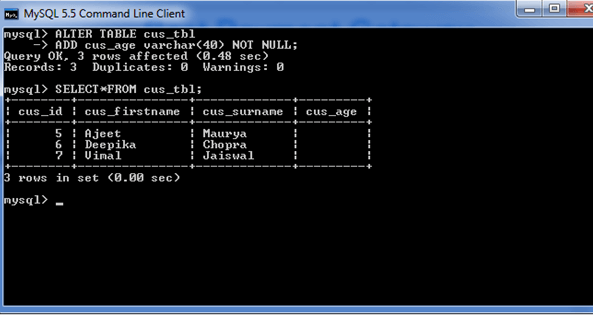 MySQL 5.5 Command Line Client
mysql> ALTER TABLE cus_tbl
    -> ADD cus_age varchar(40) NOT NULL;
Query OK, 3 rows affected (0.48 sec)
Records: 3  Duplicates: 0  Warnings: 0

mysql> SELECT*FROM cus_tbl;
+--------+---------------+-------------+---------+
| cus_id | cus_firstname | cus_surname | cus_age |
+--------+---------------+-------------+---------+
|      5 | Ajeet         | Maurya      |         |
|      6 | Deepika       | Chopra      |         |
|      7 | Vimal         | Jaiswal     |         |
+--------+---------------+-------------+---------+
3 rows in set (0.00 sec)

mysql> _